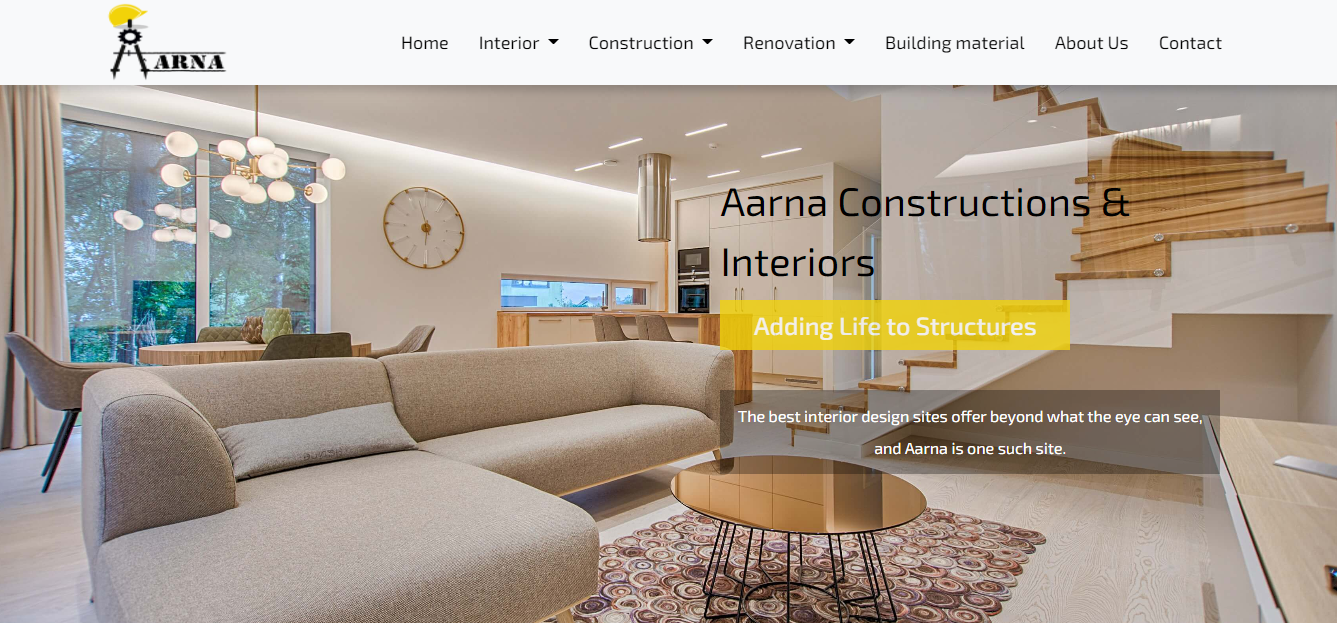 AARNA
Home Interior Construction Renovation Building material About Us Contact
Aarna Constructions &
Interiors
Adding Life to Structures
The best interior design sites offer beyond what the eye can see,
and Aarna is one such site.